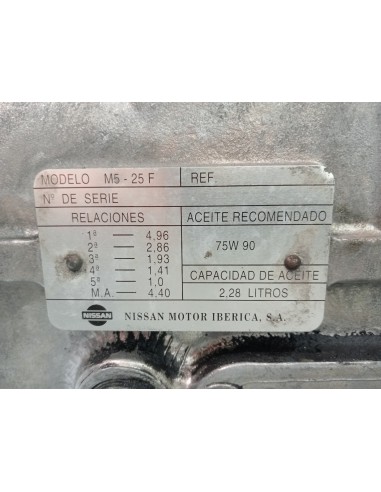 MODELO M5 - 25 F REF.
Nº DE SERIE
RELACIONES ACEITE RECOMENDADO
1ª 4,96
2ª 2.86
3ª 1.93
4ª 1,41
5ª 1,0
M.A. 4,40
75W 90
CAPACIDAD DE ACEITE
2,28 LITROS
NISSAN NISSAN MOTOR IBERICA, S.A.